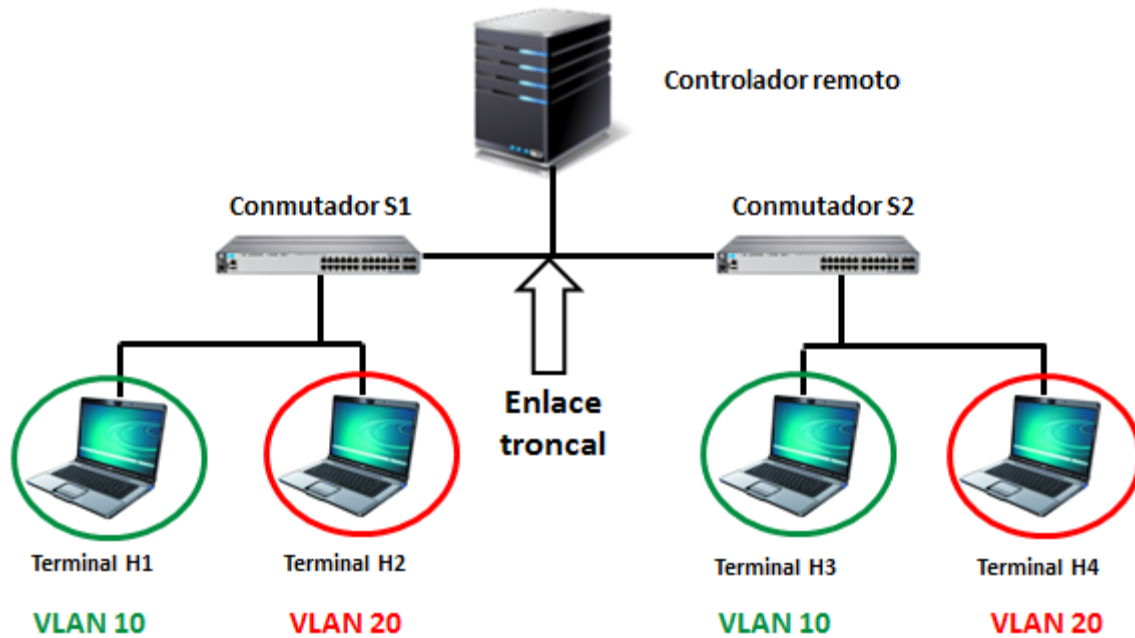 Controlador remoto
Conmutador S1
Conmutador S2
Enlace
troncal
Terminal H1
Terminal H2
Terminal H3
Terminal H4
VLAN 10
VLAN 20
VLAN 10
VLAN 20